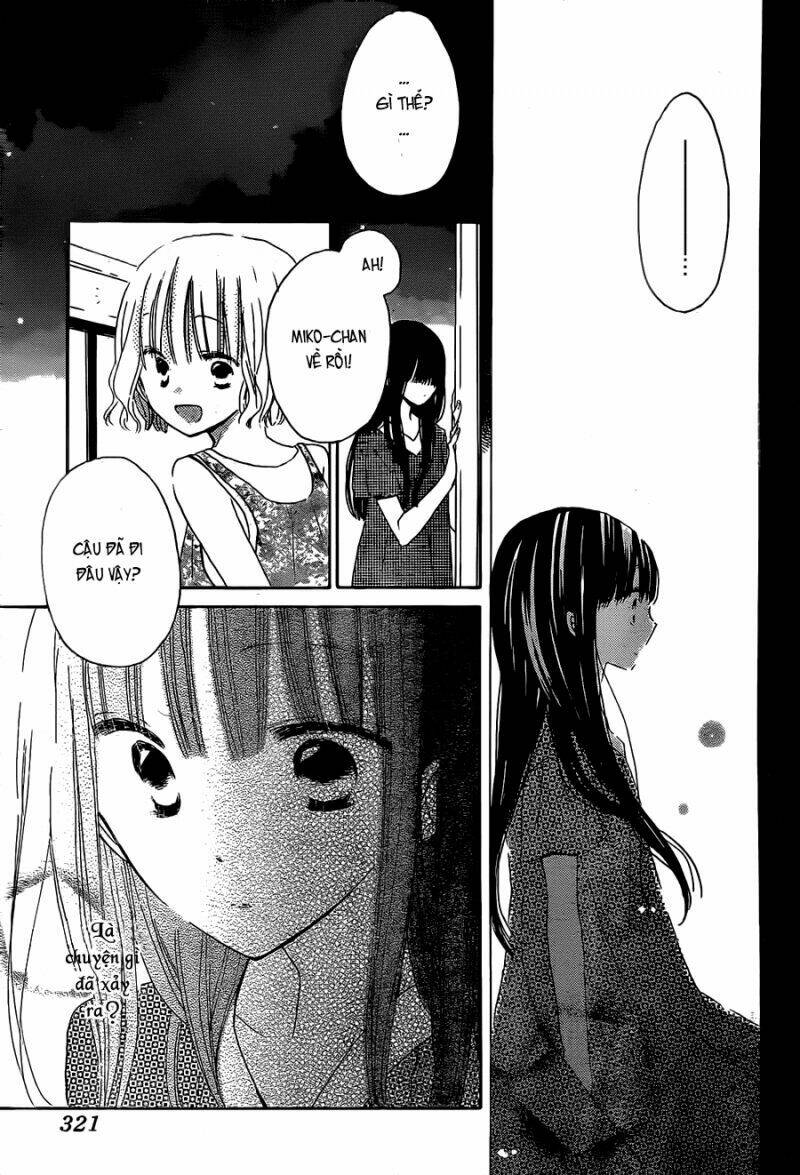 ...
GÌ THẾ?
...
AH!
MIKO-CHAN
VỀ RỒI!
CẬU ĐÃ ĐI
ĐÂU VẬY?
Là
chuyện gì
đã xảy
ra?
321